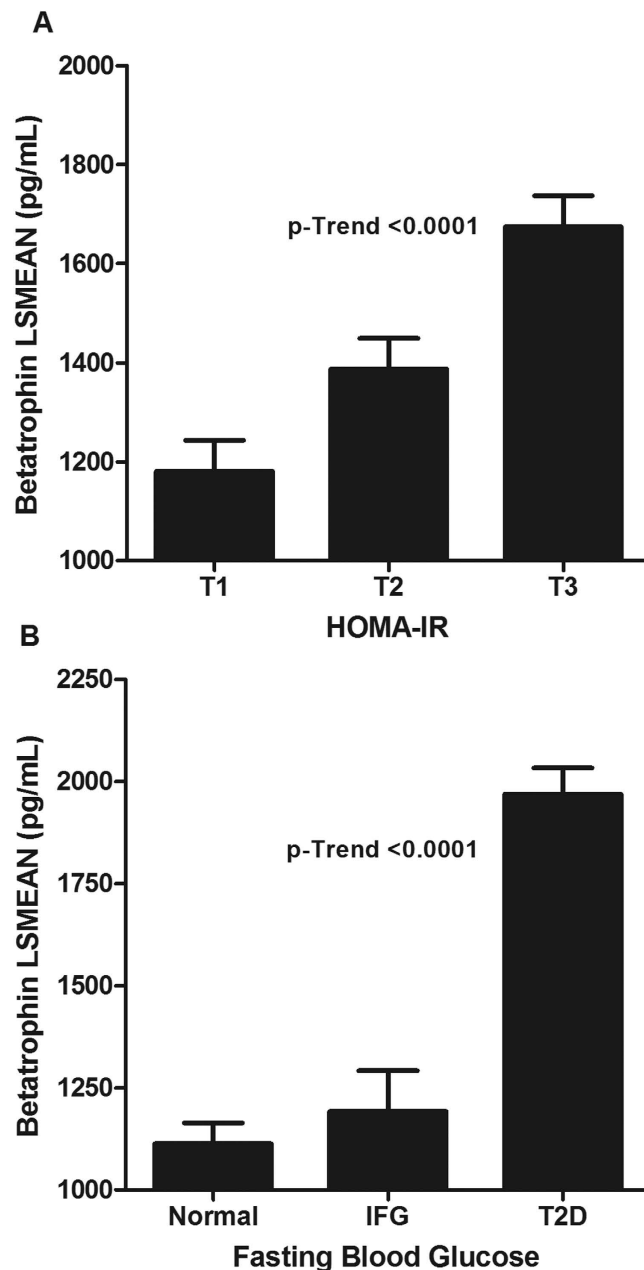 A
Betatrophin LSMEAN (pg/mL)
2000
1800
1600
1400
1200
1000
p-Trend <0.0001
T1 T2 T3
HOMA-IR
B
Betatrophin LSMEAN (pg/mL)
2250
2000
1750
1500
1250
1000
p-Trend <0.0001
Normal IFG T2D
Fasting Blood Glucose